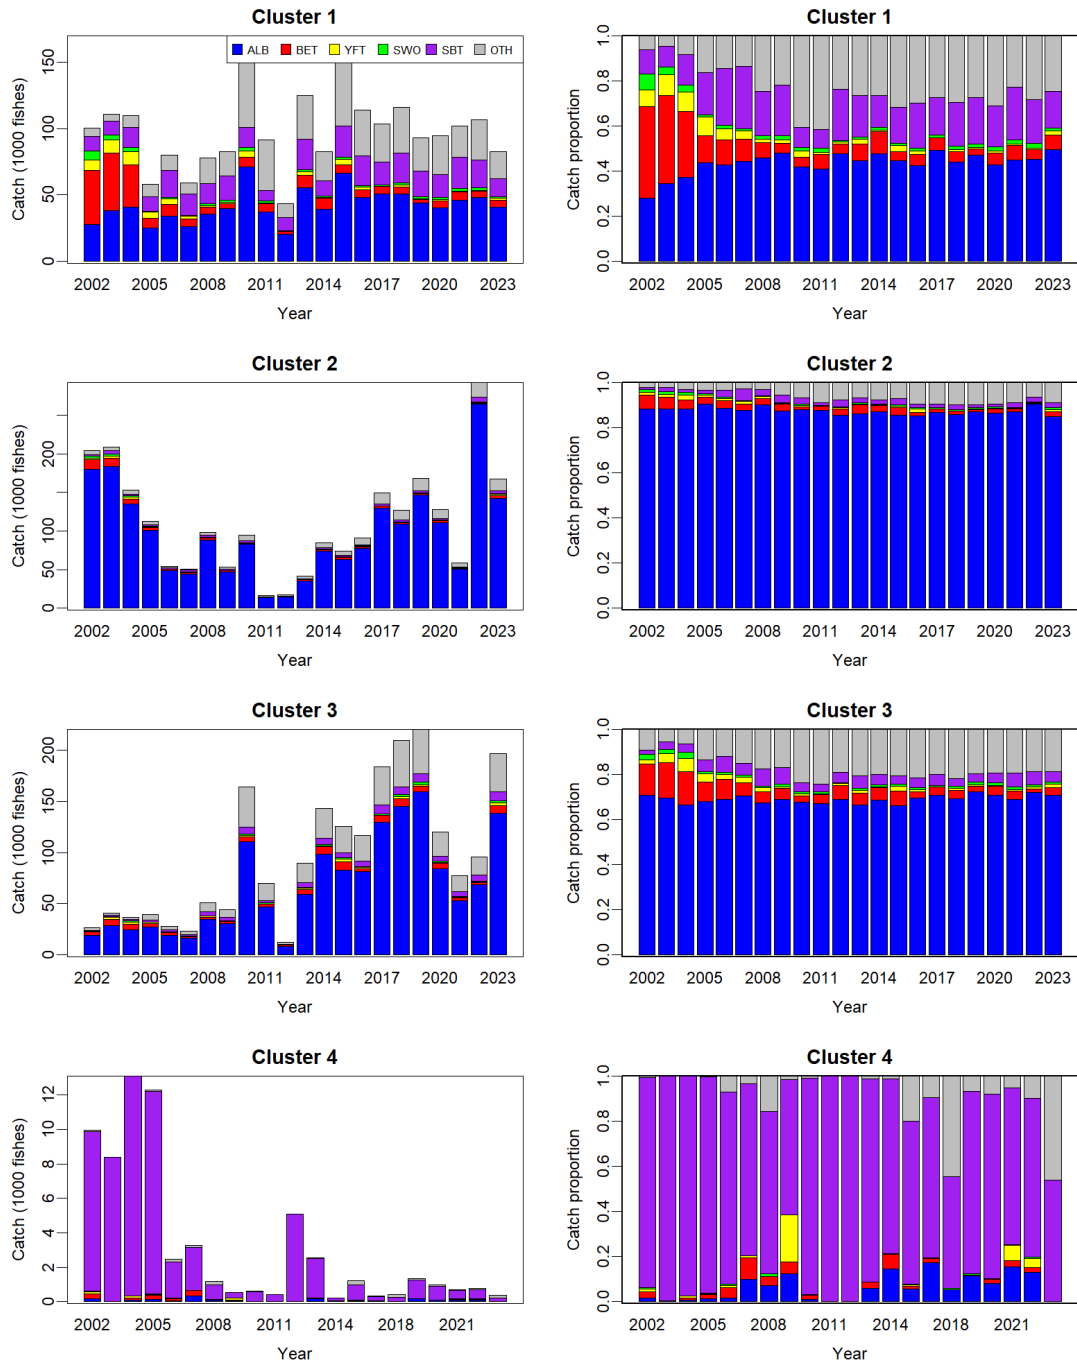 Cluster 1
Catch (1000 fishes)
0 50 100 150
ALB BET YFT SWO SBT OTH
2002 2005 2008 2011 2014 2017 2020 2023
Year
Cluster 1
Catch proportion
0.0 0.2 0.4 0.6 0.8 1.0
2002 2005 2008 2011 2014 2017 2020 2023
Year
Cluster 2
Catch (1000 fishes)
0 50 100 200
2002 2005 2008 2011 2014 2017 2020 2023
Year
Cluster 2
Catch proportion
0.0 0.2 0.4 0.6 0.8 1.0
2002 2005 2008 2011 2014 2017 2020 2023
Year
Cluster 3
Catch (1000 fishes)
0 50 100 150 200
2002 2005 2008 2011 2014 2017 2020 2023
Year
Cluster 3
Catch proportion
0.0 0.2 0.4 0.6 0.8 1.0
2002 2005 2008 2011 2014 2017 2020 2023
Year
Cluster 4
Catch (1000 fishes)
0 2 4 6 8 10 12
2002 2006 2010 2014 2018 2021
Year
Cluster 4
Catch proportion
0.0 0.2 0.4 0.6 0.8 1.0
2002 2006 2010 2014 2018 2021
Year